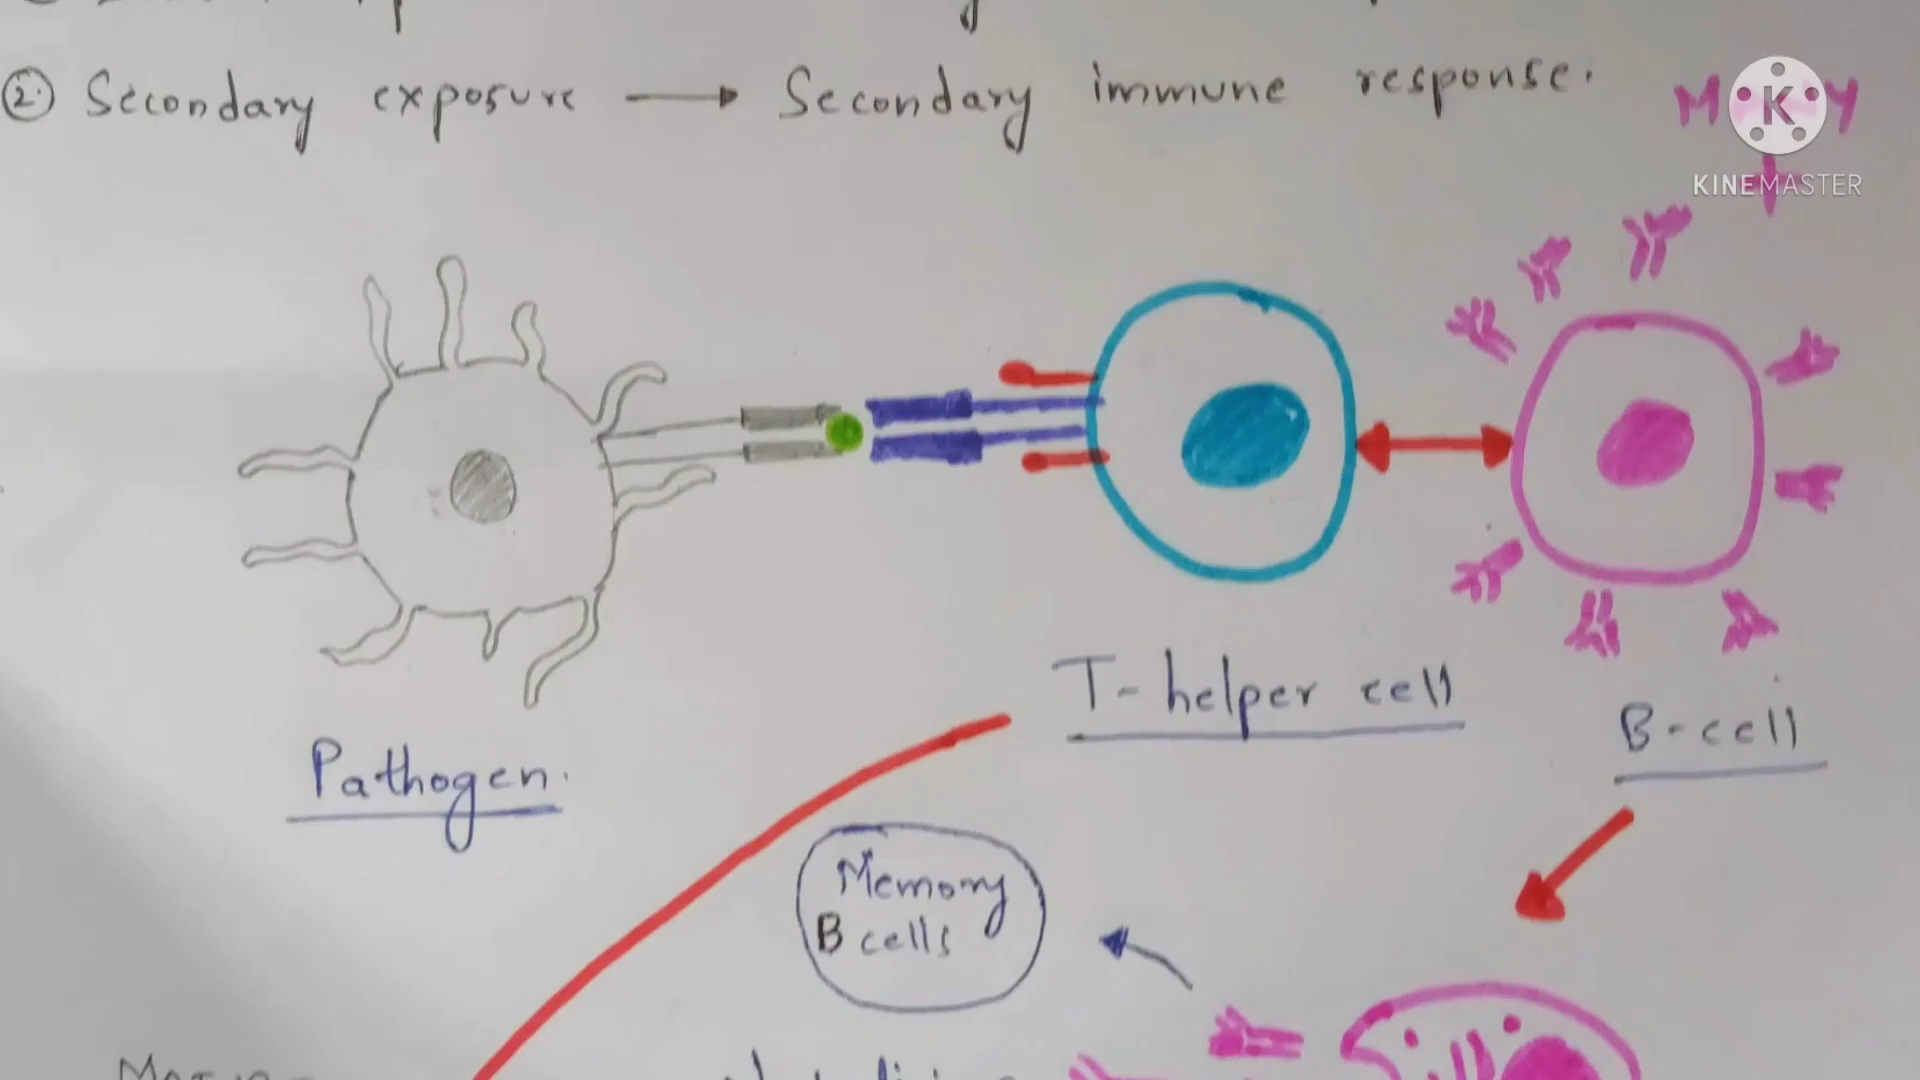 ② Secondary exposure → Secondary immune response.
K
KINEMASTER
T-helper cell
B-cell
Pathogen.
Memory
B cells